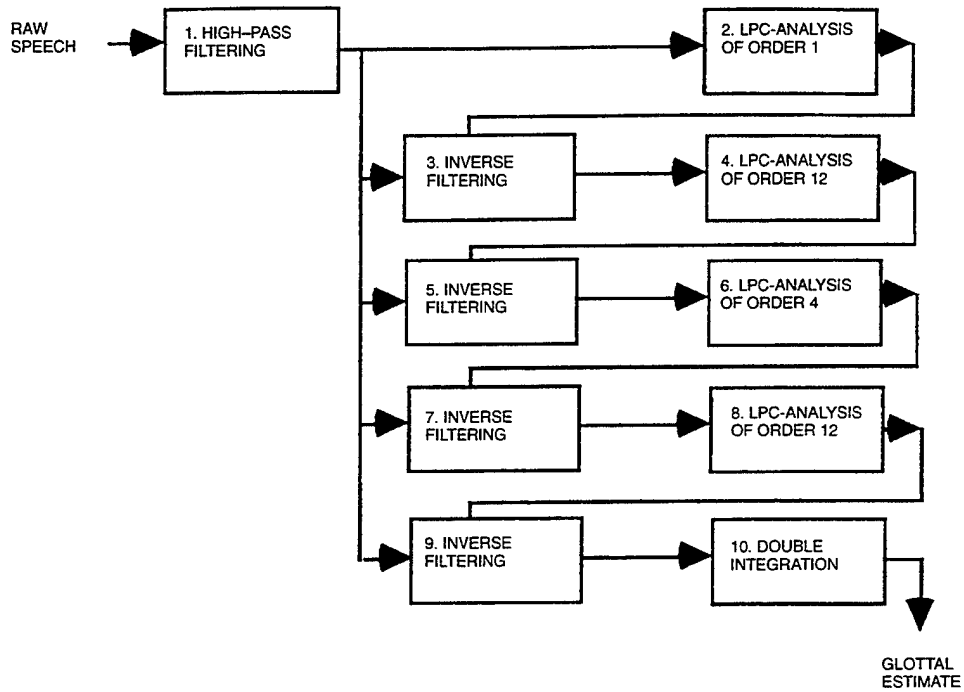 RAW
SPEECH
1. HIGH–PASS
FILTERING
2. LPC-ANALYSIS
OF ORDER 1
3. INVERSE
FILTERING
4. LPC-ANALYSIS
OF ORDER 12
5. INVERSE
FILTERING
6. LPC-ANALYSIS
OF ORDER 4
7. INVERSE
FILTERING
8. LPC-ANALYSIS
OF ORDER 12
9. INVERSE
FILTERING
10. DOUBLE
INTEGRATION
GLOTTAL
ESTIMATE